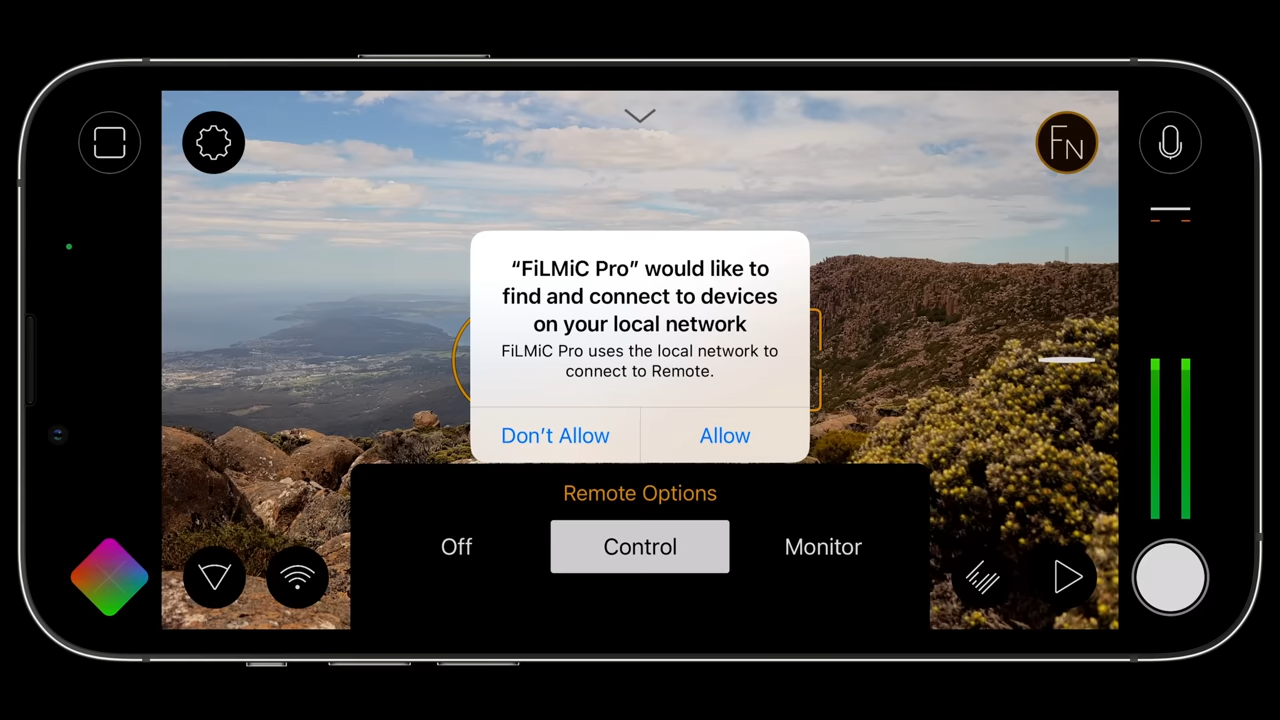 FN
“FiLMiC Pro” would like to
find and connect to devices
on your local network
FiLMiC Pro uses the local network to
connect to Remote.
Don’t Allow Allow
Remote Options
Off Control Monitor